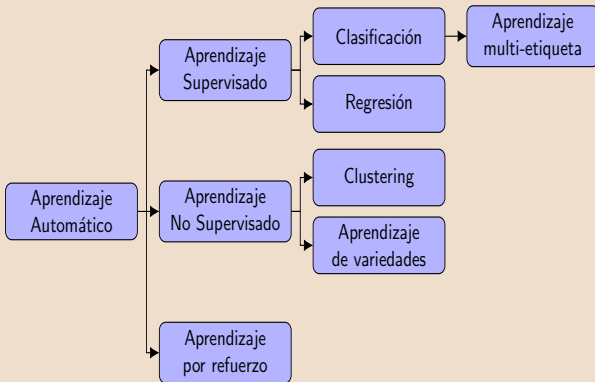 Aprendizaje
Automático
Aprendizaje
Supervisado
Clasificación
Aprendizaje
multi-etiqueta
Regresión
Aprendizaje
No Supervisado
Clustering
Aprendizaje
de variedades
Aprendizaje
por refuerzo